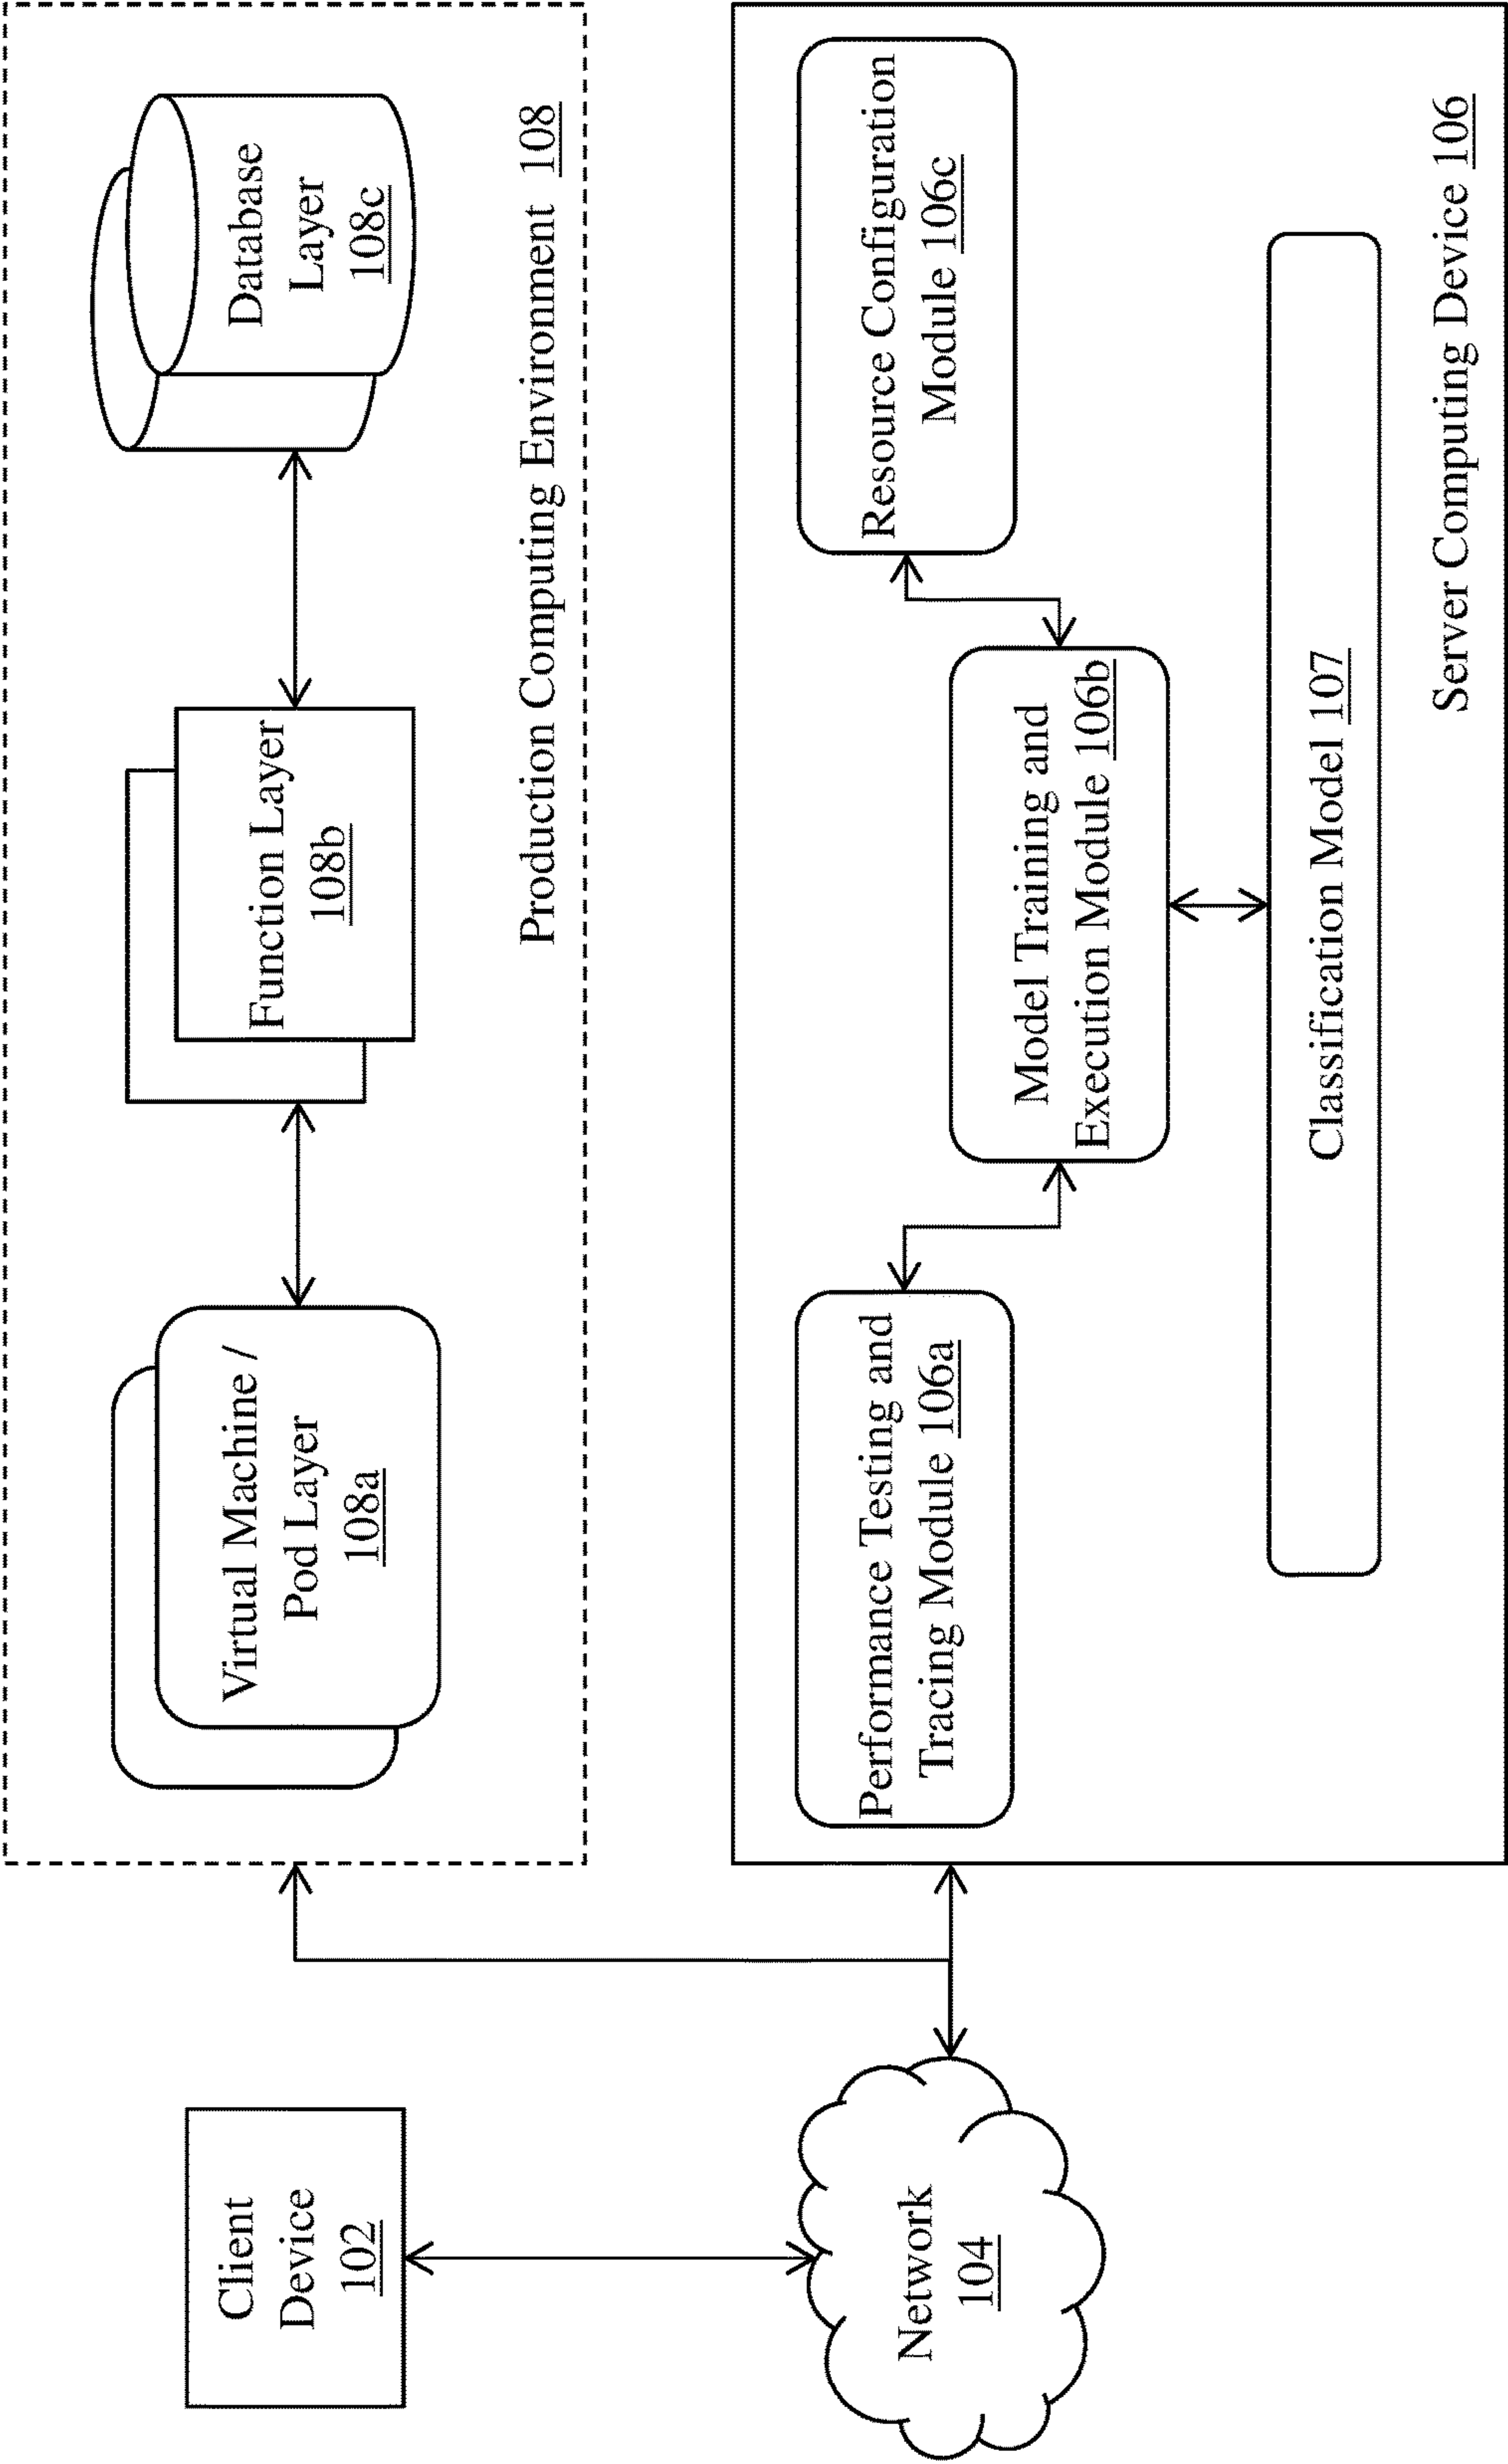 Client
Device
102
Network
104
Virtual Machine /
Pod Layer
108a
Function Layer
108b
Database
Layer
108c
Production Computing Environment 108
Performance Testing and
Tracing Module 106a
Model Training and
Execution Module 106b
Resource Configuration
Module 106c
Classification Model 107
Server Computing Device 106